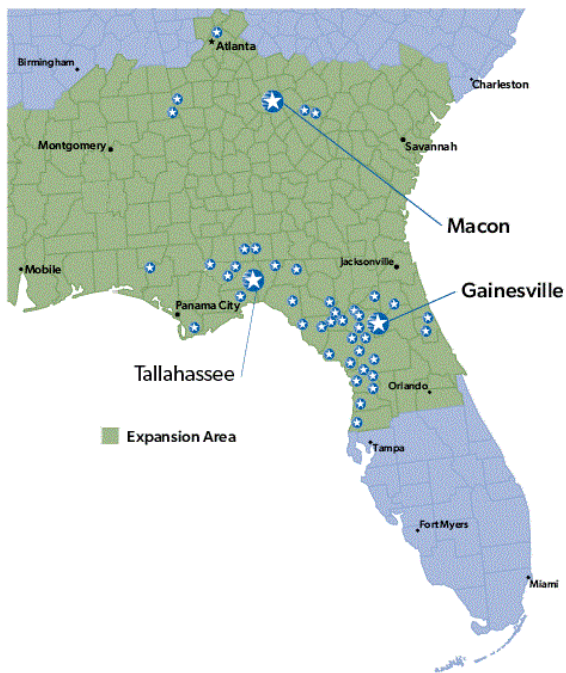 Atlanta
Birmingham
Charleston
Montgomery
Savannah
Macon
Jacksonville
Mobile
Gainesville
Panama City
Tallahassee
Orlando
Expansion Area
Tampa
Fort Myers
Miami